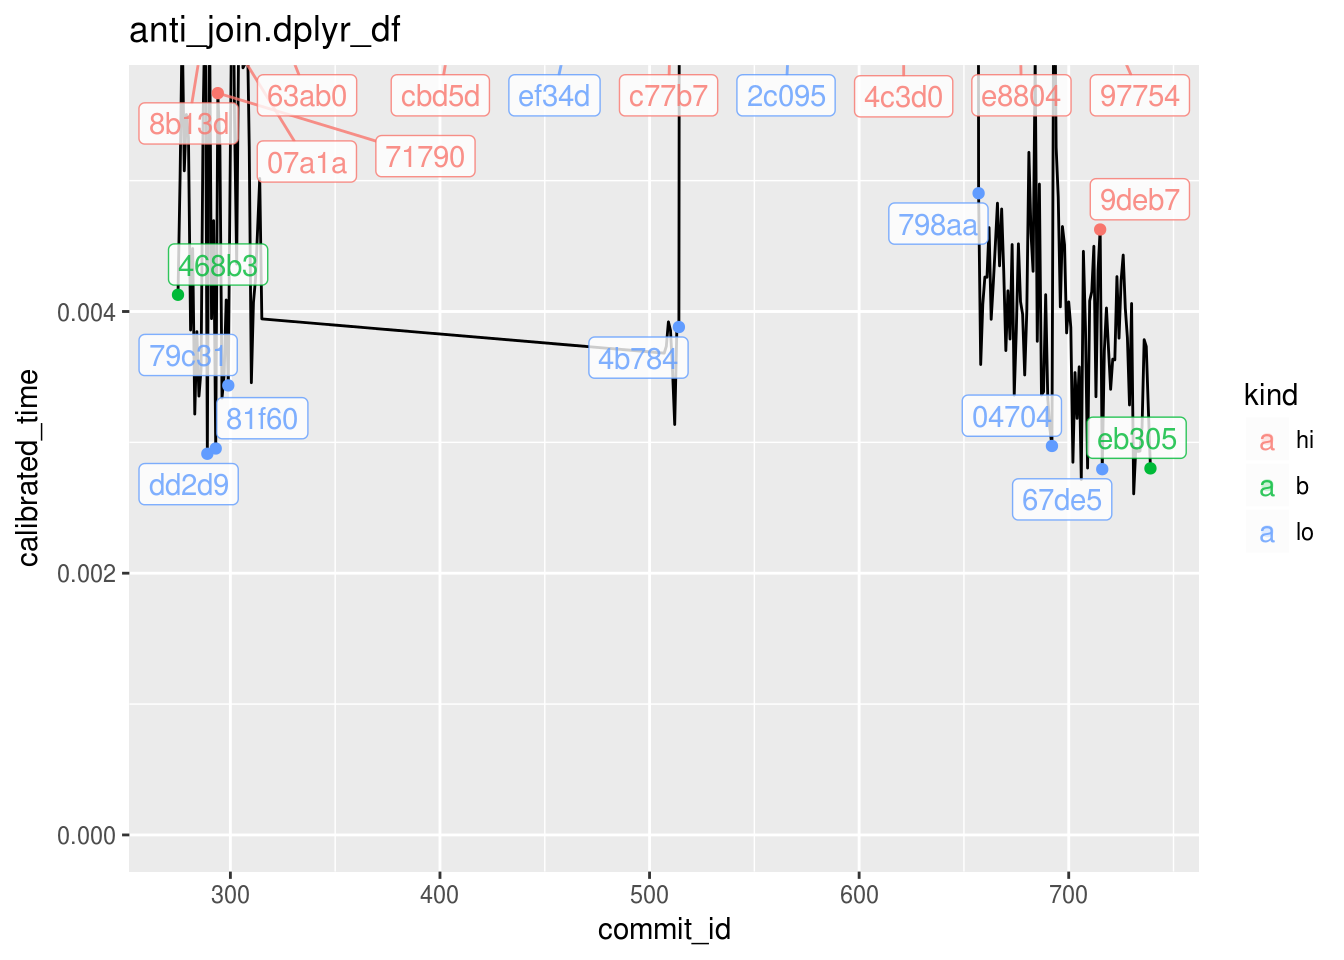 anti_join.dplyr_df
63ab0
cbd5d
ef34d
c77b7
2c095
4c3d0
e8804
97754
8b13d
07a1a
71790
9deb7
798aa
468b3
79c31
4b784
81f60
04704
eb305
dd2d9
67de5
0.004
0.002
0.000
calibrated_time
300
400
500
600
700
commit_id
kind
a hi
a b
a lo